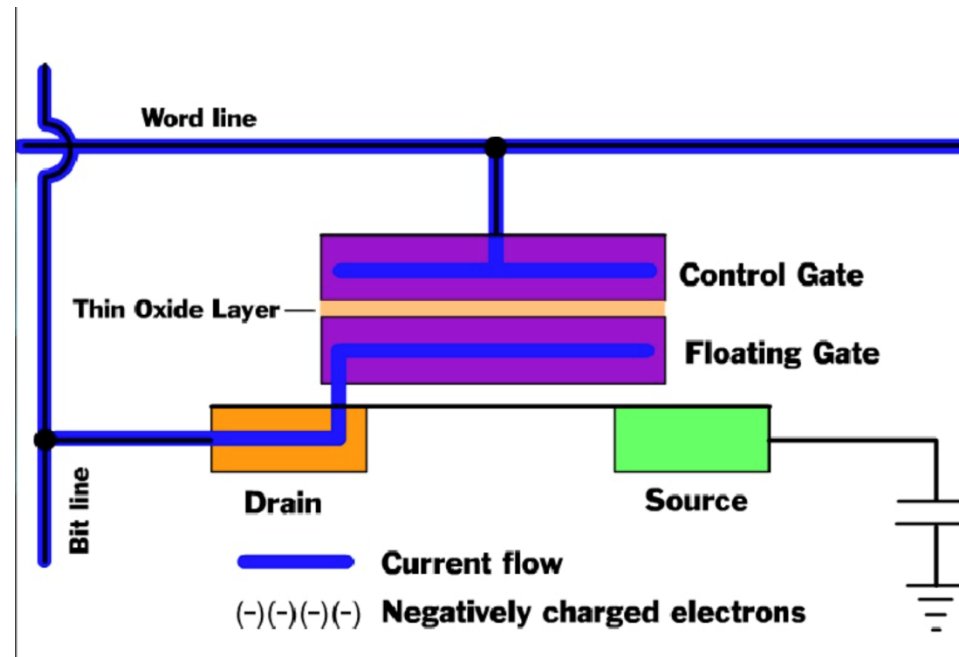 Word line
Control Gate
Thin Oxide Layer
Floating Gate
Drain
Source
Bit line
Current flow
(-)(-)(-)(-) Negatively charged electrons